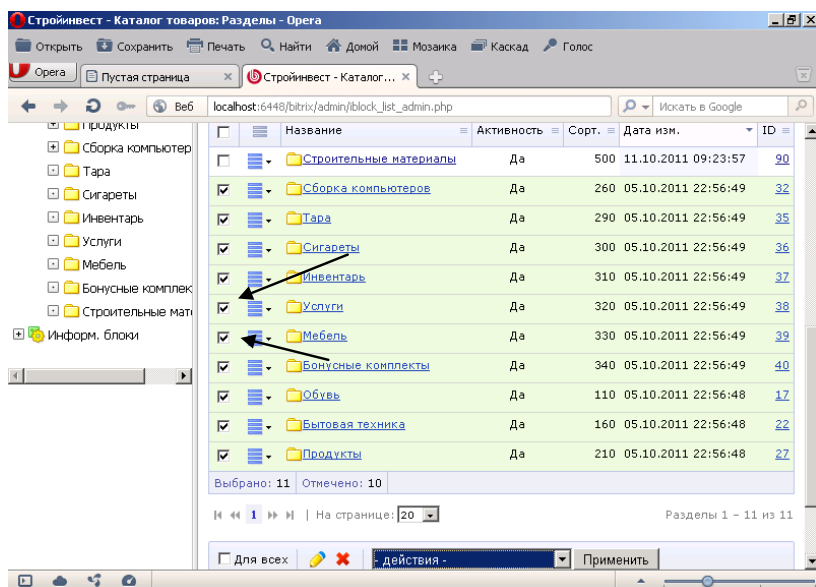 Стройинвест - Каталог товаров: Разделы - Opera
Открыть Сохранить Печать Найти Домой Мозаика Каскад Голос
Opera Пустая страница Стройинвест - Каталог...
Веб localhost:6448/bitrix/admin/iblock_list_admin.php Искать в Google
Продукты
Сборка компьютер
Тара
Сигареты
Инвентарь
Услуги
Мебель
Бонусные комплек
Строительные мат
Информ. блоки
Название Активность Сорт. Дата изм. ID
Строительные материалы Да 500 11.10.2011 09:23:57 90
Сборка компьютеров Да 260 05.10.2011 22:56:49 32
Тара Да 290 05.10.2011 22:56:49 35
Сигареты Да 300 05.10.2011 22:56:49 36
Инвентарь Да 310 05.10.2011 22:56:49 37
Услуги Да 320 05.10.2011 22:56:49 38
Мебель Да 330 05.10.2011 22:56:49 39
Бонусные комплекты Да 340 05.10.2011 22:56:49 40
Обувь Да 110 05.10.2011 22:56:48 17
Бытовая техника Да 160 05.10.2011 22:56:48 22
Продукты Да 210 05.10.2011 22:56:48 27
Выбрано: 11 Отмечено: 10
1 | На странице: 20 Разделы 1 – 11 из 11
Для всех - действия - Применить